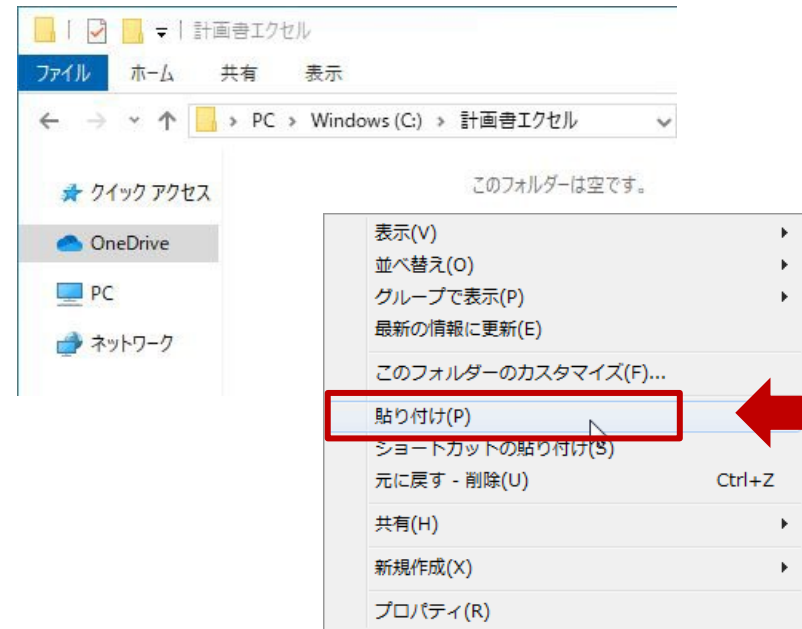 計画書エクセル
ファイル ホーム 共有 表示
PC › Windows (C:) › 計画書エクセル
クイック アクセス
OneDrive
PC
ネットワーク
このフォルダーは空です。
表示(V)
並べ替え(O)
グループで表示(P)
最新の情報に更新(E)
このフォルダーのカスタマイズ(F)...
貼り付け(P)
ショートカットの貼り付け(S)
元に戻す - 削除(U) Ctrl+Z
共有(H)
新規作成(X)
プロパティ(R)